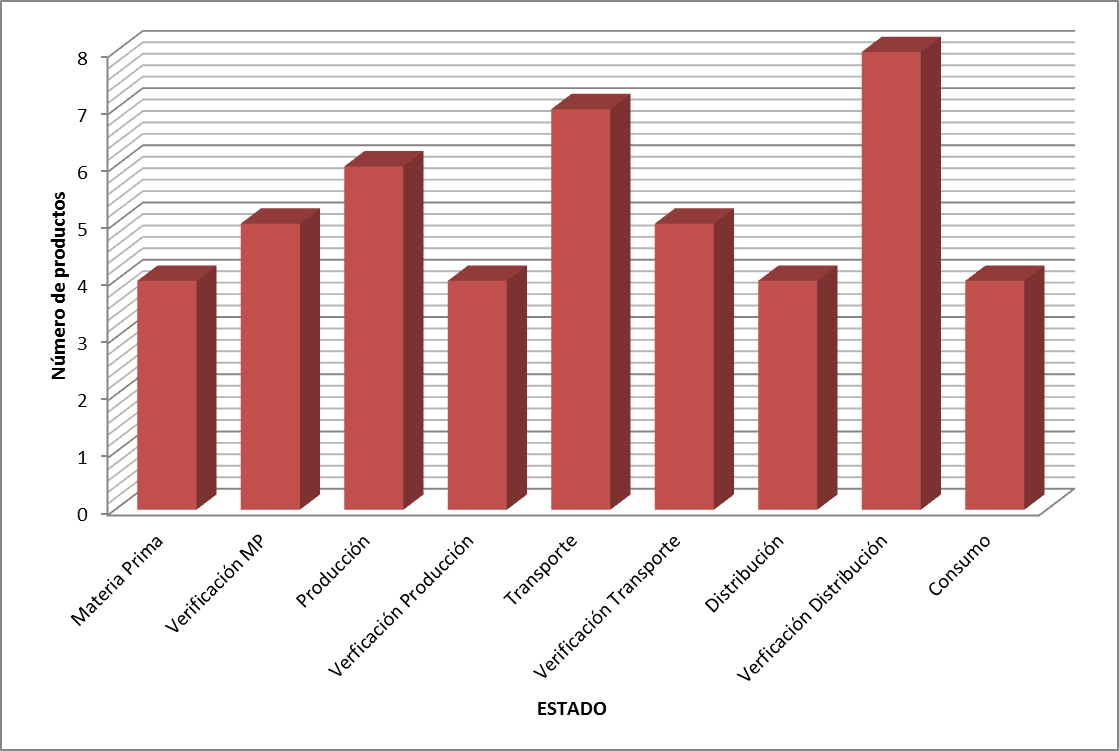 Número de productos
8
7
6
5
4
3
2
1
0
Materia Prima
Verificación MP
Producción
Verficación Producción
Transporte
Verificación Transporte
Distribución
Verficación Distribución
Consumo
ESTADO